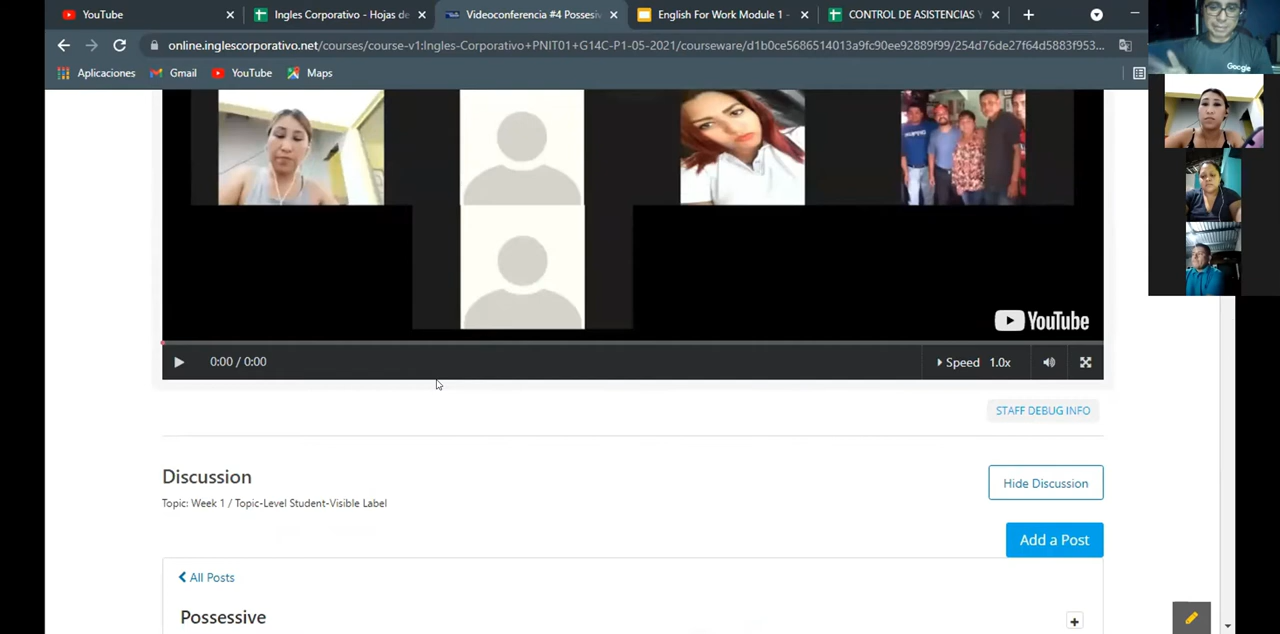 YouTube
Ingles Corporativo - Hojas de
Videoconferencia #4 Possesiv
English For Work Module 1 -
CONTROL DE ASISTENCIAS Y
online.inglescorporativo.net/courses/course-v1:Ingles-Corporativo+PNIT01+G14C-P1-05-2021/courseware/d1b0ce5686514013a9fc90ee92889f99/254d76de27f64d5883f953...
Aplicaciones
Gmail
YouTube
Maps
Google
YouTube
0:00 / 0:00
Speed 1.0x
STAFF DEBUG INFO
Discussion
Hide Discussion
Topic: Week 1 / Topic-Level Student-Visible Label
Add a Post
All Posts
Possessive